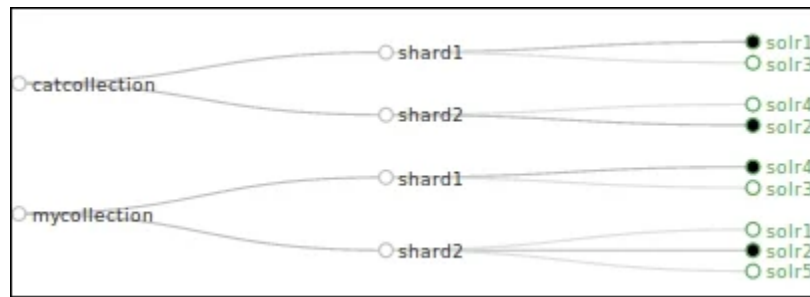 catcollection
shard1
solr1
solr3
shard2
solr4
solr2
mycollection
shard1
solr4
solr3
shard2
solr1
solr2
solr5